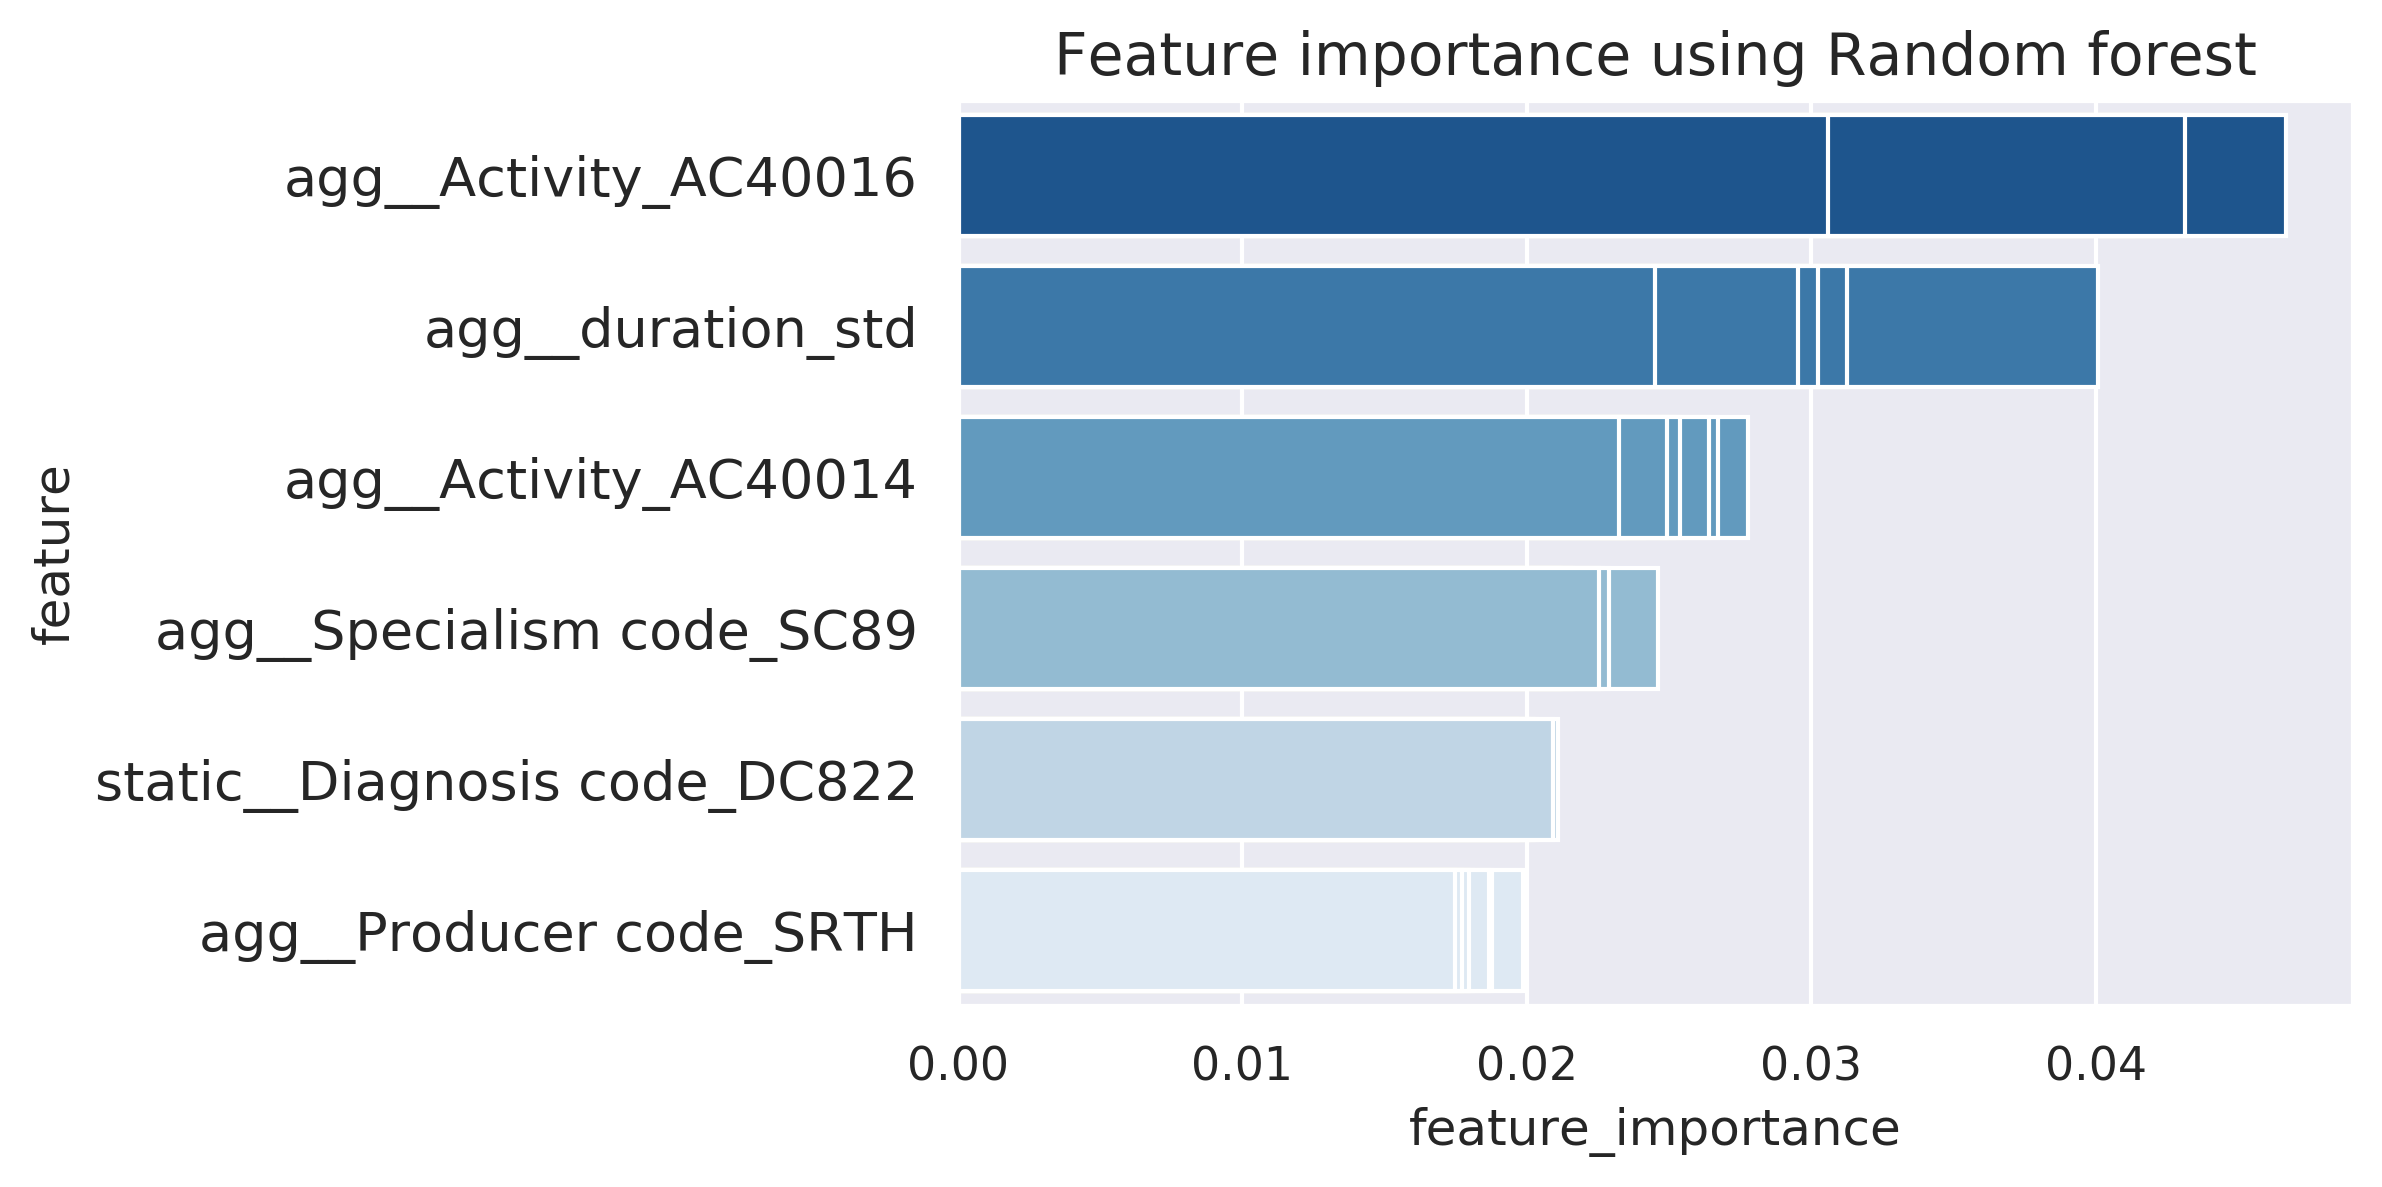 Feature importance using Random forest
agg__Activity_AC40016
agg__duration_std
agg__Activity_AC40014
agg__Specialism code_SC89
static__Diagnosis code_DC822
agg__Producer code_SRTH
feature
0.00 0.01 0.02 0.03 0.04
feature_importance